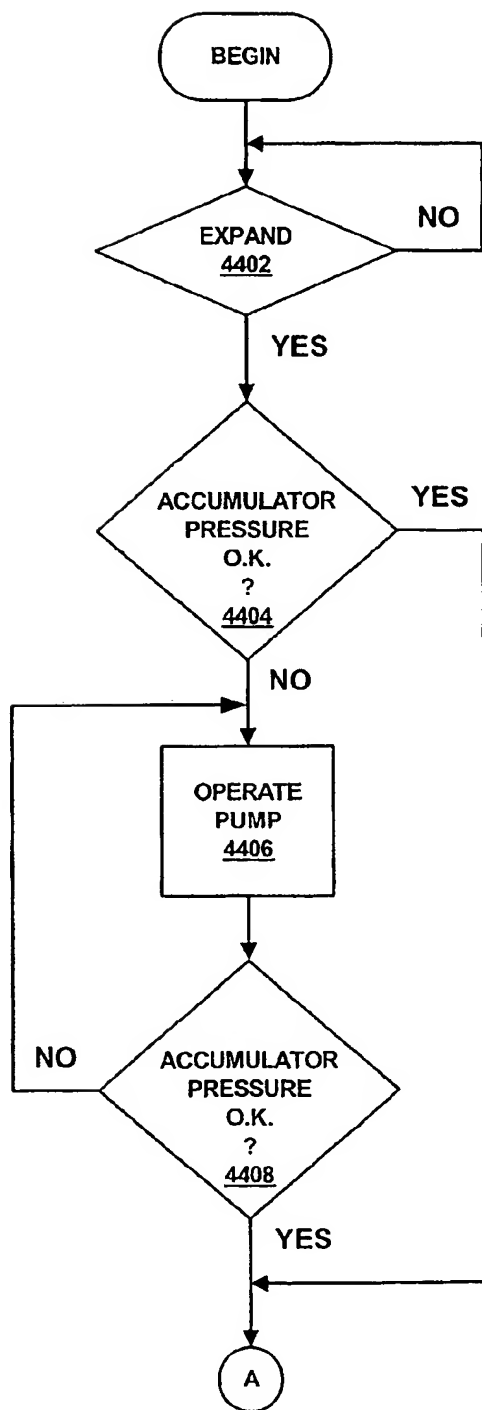 BEGIN
NO
EXPAND
4402
YES
ACCUMULATOR
PRESSURE
O.K.
?
4404
YES
NO
OPERATE
PUMP
4406
NO
ACCUMULATOR
PRESSURE
O.K.
?
4408
YES
A